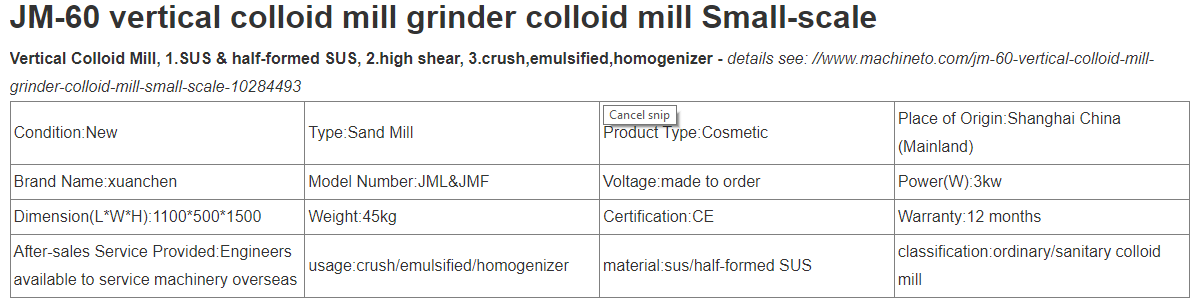 JM-60 vertical colloid mill grinder colloid mill Small-scale
Vertical Colloid Mill, 1.SUS & half-formed SUS, 2.high shear, 3.crush,emulsified,homogenizer - details see: //www.machineto.com/jm-60-vertical-colloid-mill-
grinder-colloid-mill-small-scale-10284493
Condition:New
Type:Sand Mill
Cancel snip
Product Type:Cosmetic
Place of Origin:Shanghai China
(Mainland)
Brand Name:xuanchen
Model Number:JML&JMF
Voltage:made to order
Power(W):3kw
Dimension(L*W*H):1100*500*1500
Weight:45kg
Certification:CE
Warranty:12 months
After-sales Service Provided:Engineers
available to service machinery overseas
usage:crush/emulsified/homogenizer
material:sus/half-formed SUS
classification:ordinary/sanitary colloid
mill